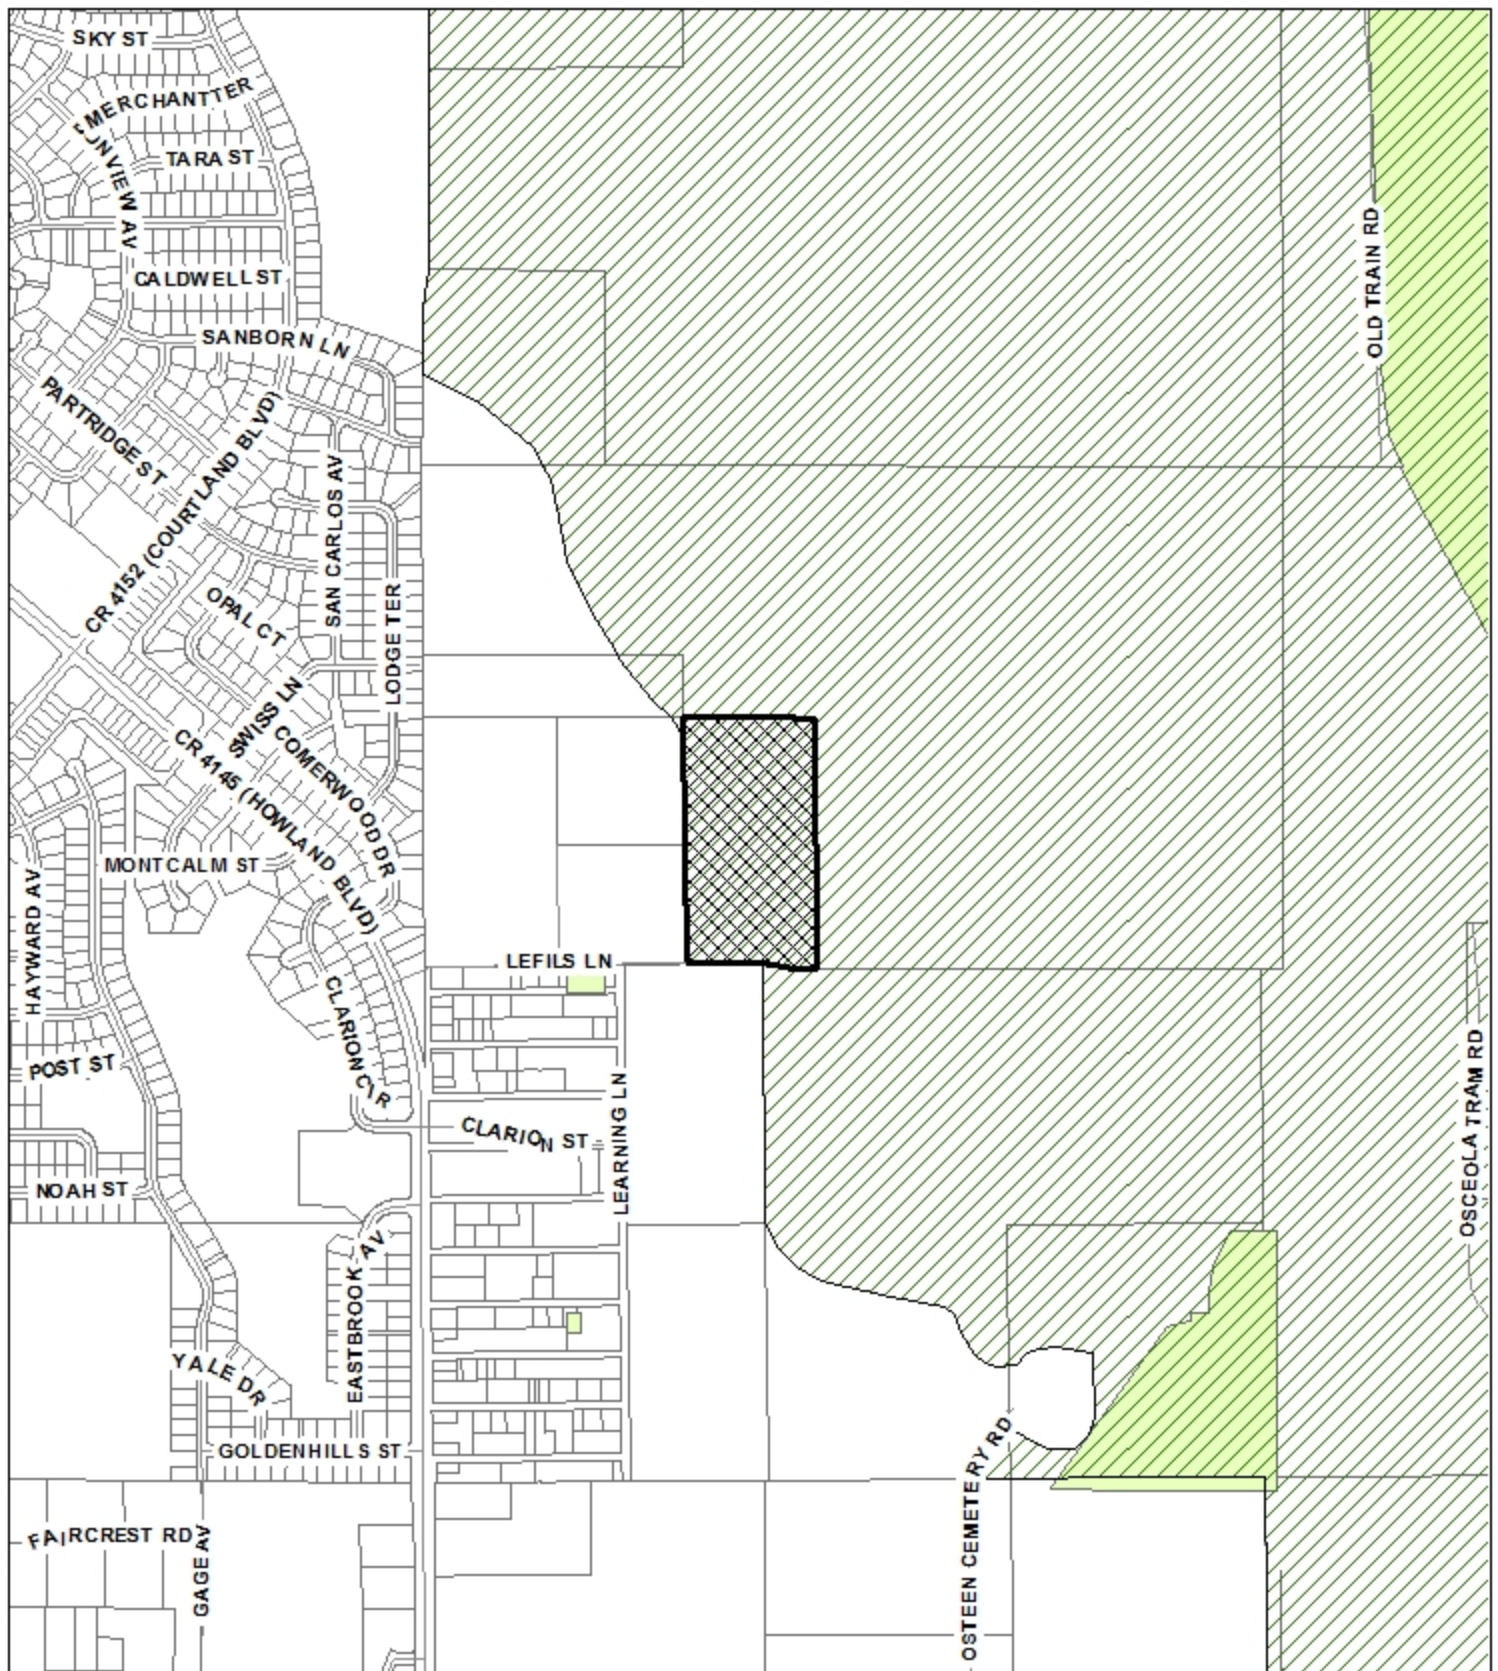 SKY ST
MERCHANT TER
TARA ST
CALDWELL ST
SANBORN LN
OLD TRAIN RD
PARTRIDGE ST
CR 4152 (COURTLAND BLVD)
SAN CARLOS AV
OPAL CT
LODGE TER
SWISS LN
COMERWOOD DR
CR 4145 (HOWLAND BLVD)
MONTCALM ST
HAYWARD AV
LEFILS LN
CLARION CIR
POST ST
CLARION ST
LEARNING LN
OSCEOLA TRAM RD
NOAH ST
EASTBROOK AV
YALE DR
GOLDENHILLS ST
OSTEEN CEMETERY RD
FAIRCREST RD
GAGE AV